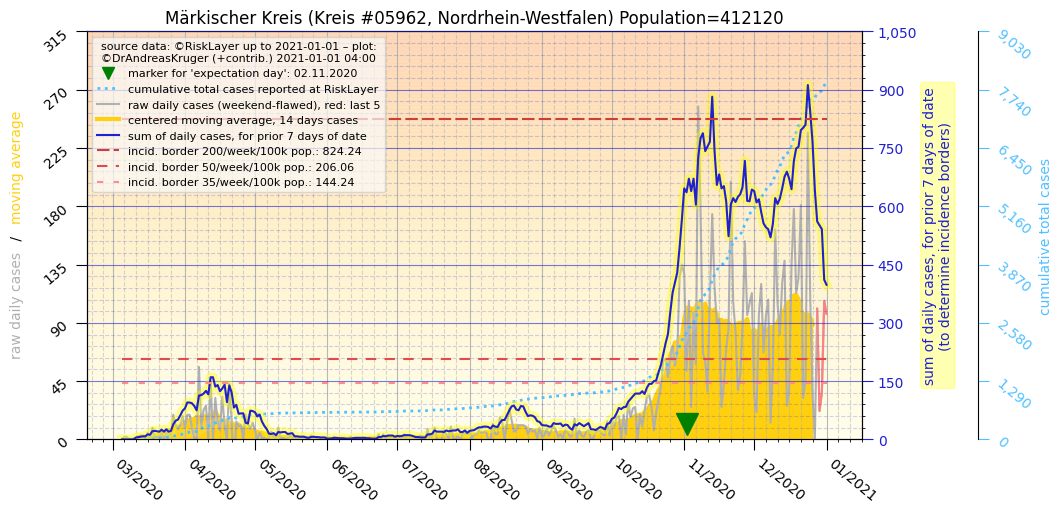 Märkischer Kreis (Kreis #05962, Nordrhein-Westfalen) Population=412120
source data: ©RiskLayer up to 2021-01-01 – plot:
©DrAndreasKruger (+contrib.) 2021-01-01 04:00
marker for 'expectation day': 02.11.2020
cumulative total cases reported at RiskLayer
raw daily cases (weekend-flawed), red: last 5
centered moving average, 14 days cases
sum of daily cases, for prior 7 days of date
incid. border 200/week/100k pop.: 824.24
incid. border 50/week/100k pop.: 206.06
incid. border 35/week/100k pop.: 144.24
raw daily cases / moving average
315
270
225
180
135
90
45
0
03/2020
04/2020
05/2020
06/2020
07/2020
08/2020
09/2020
10/2020
11/2020
12/2020
01/2021
1,050
900
750
600
450
300
150
0
sum of daily cases, for prior 7 days of date
(to determine incidence borders)
9,030
7,740
6,450
5,160
3,870
2,580
1,290
0
cumulative total cases